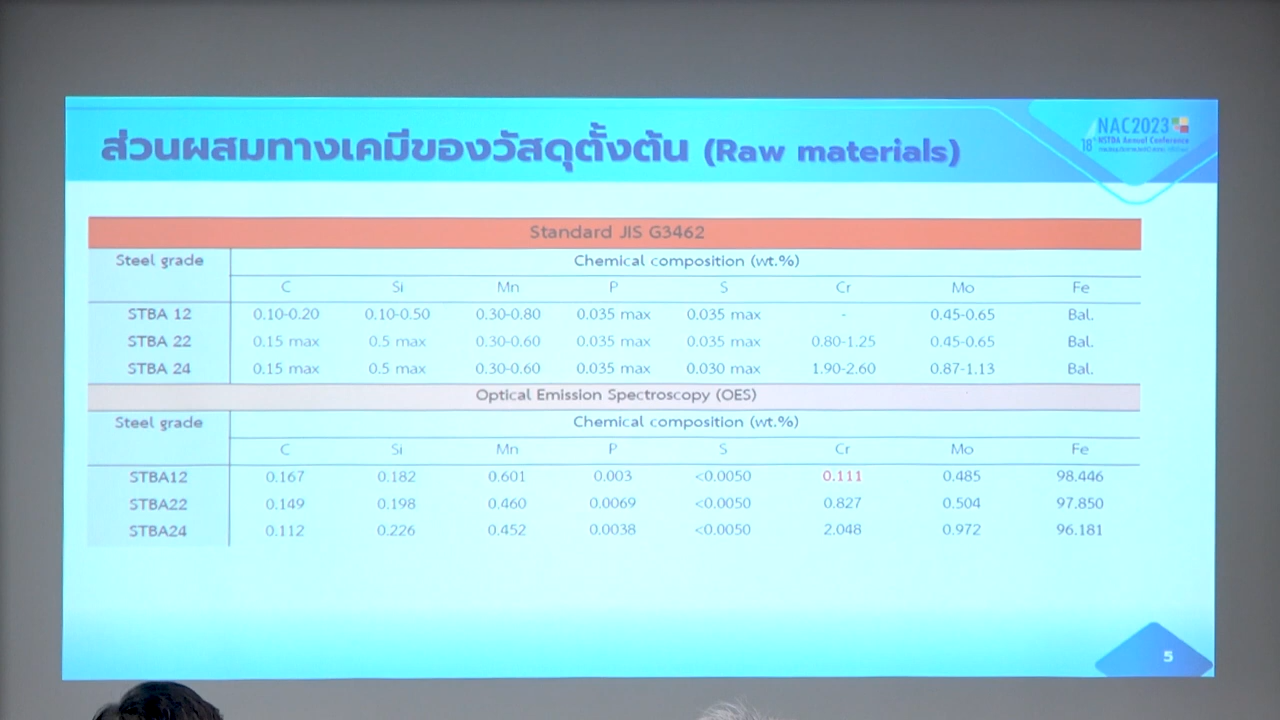 ส่วนผสมทางเคมีของวัสดุตั้งต้น (Raw materials)
NAC2023
18th NSTDA Annual Conference
Standard JIS G3462
Steel grade Chemical composition (wt.%)
C Si Mn P S Cr Mo Fe
STBA 12 0.10-0.20 0.10-0.50 0.30-0.80 0.035 max 0.035 max - 0.45-0.65 Bal.
STBA 22 0.15 max 0.5 max 0.30-0.60 0.035 max 0.035 max 0.80-1.25 0.45-0.65 Bal.
STBA 24 0.15 max 0.5 max 0.30-0.60 0.035 max 0.030 max 1.90-2.60 0.87-1.13 Bal.
Optical Emission Spectroscopy (OES)
Steel grade Chemical composition (wt.%)
C Si Mn P S Cr Mo Fe
STBA12 0.167 0.182 0.601 0.003 <0.0050 0.111 0.485 98.446
STBA22 0.149 0.198 0.460 0.0069 <0.0050 0.827 0.504 97.850
STBA24 0.112 0.226 0.452 0.0038 <0.0050 2.048 0.972 96.181
5